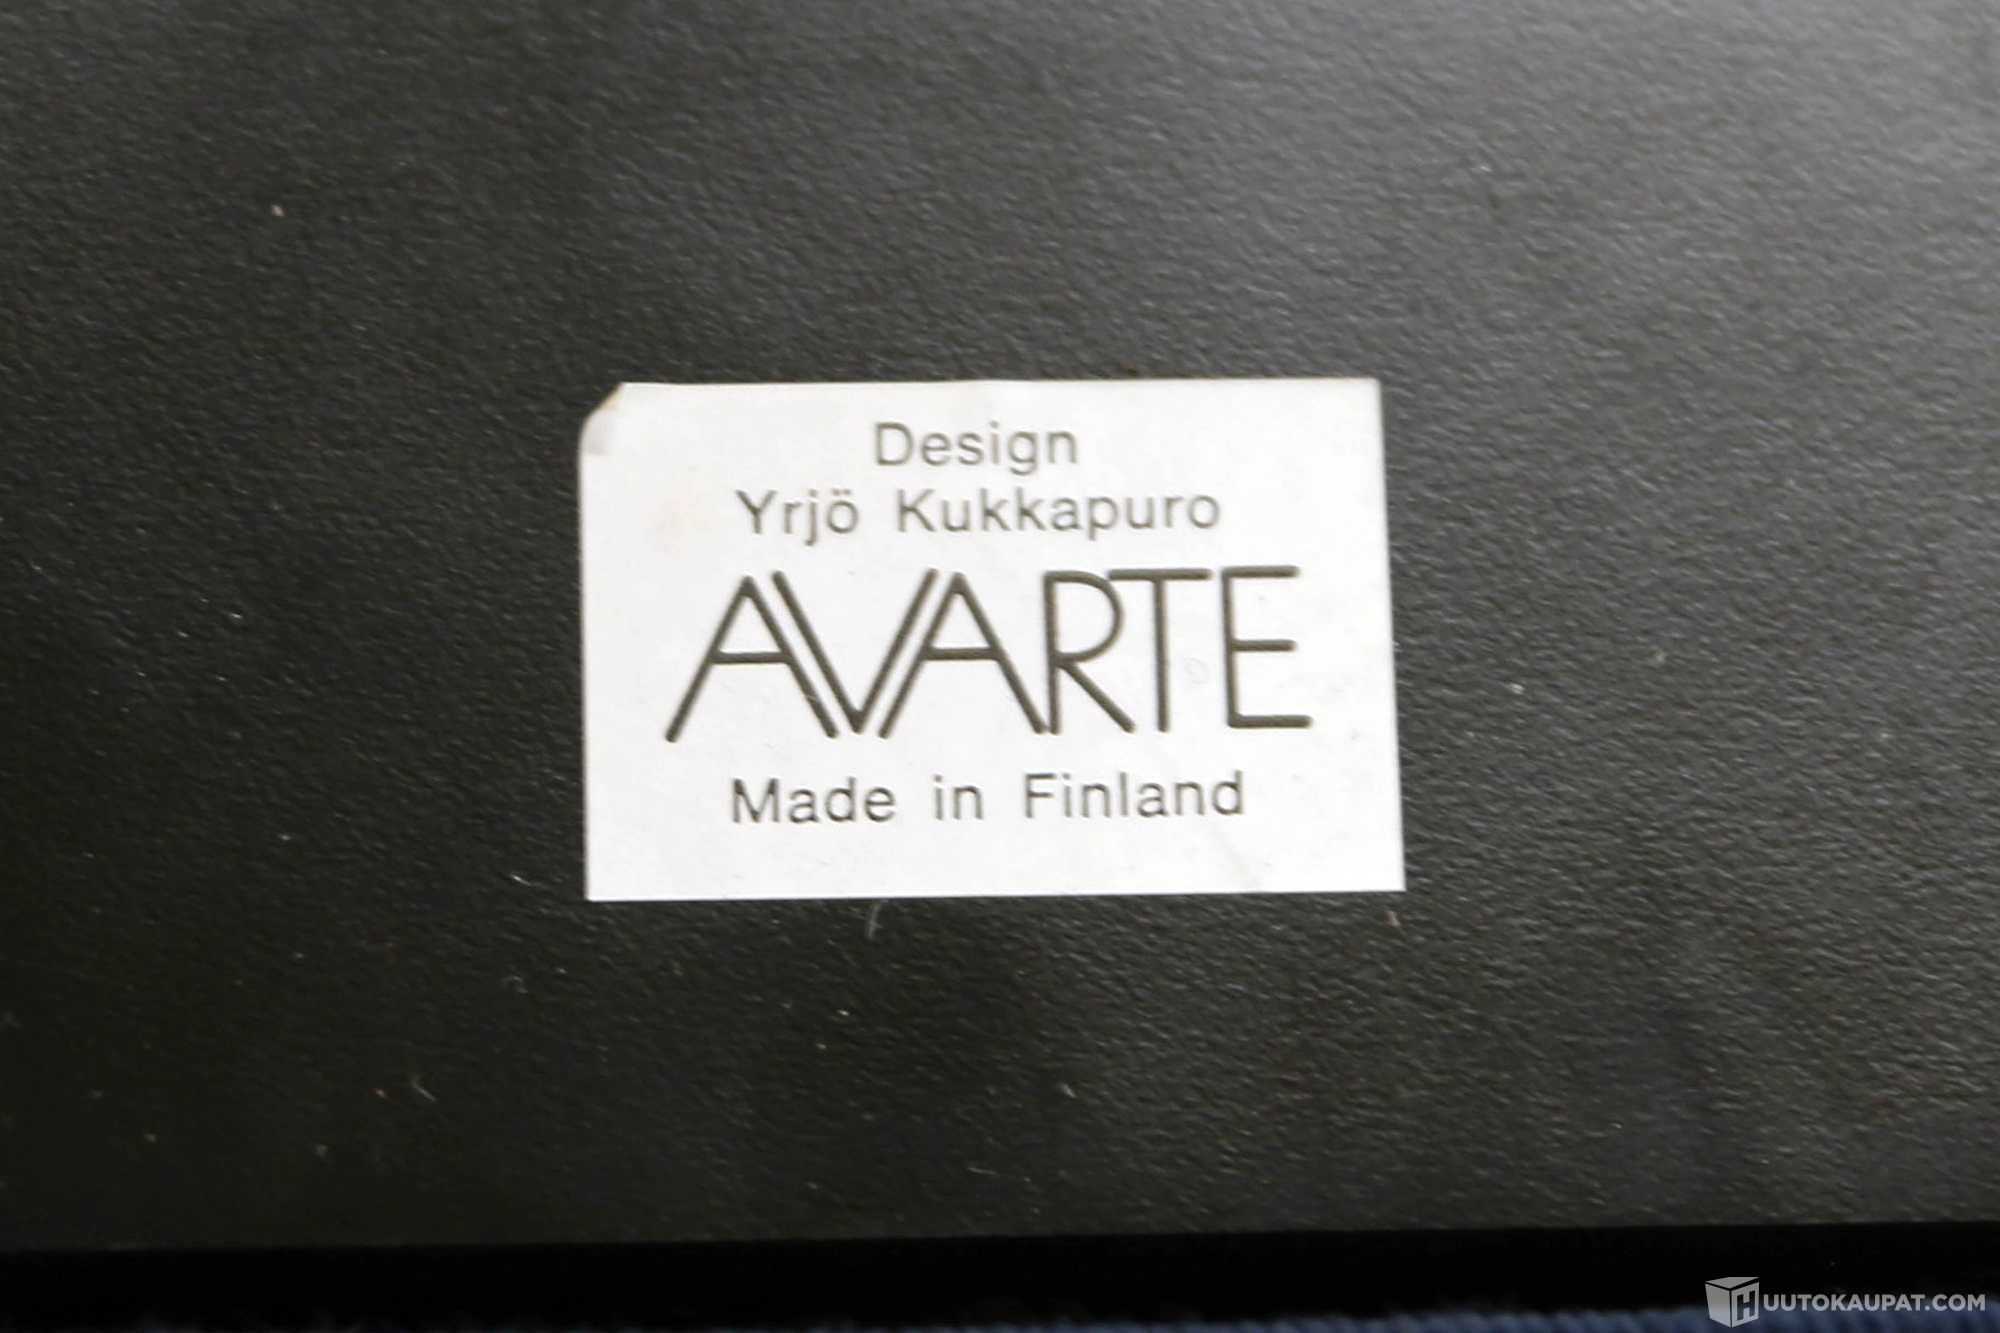 Design
Yrjö Kukkapuro
AVARTE
Made in Finland
HUUTOKAUPAT.COM